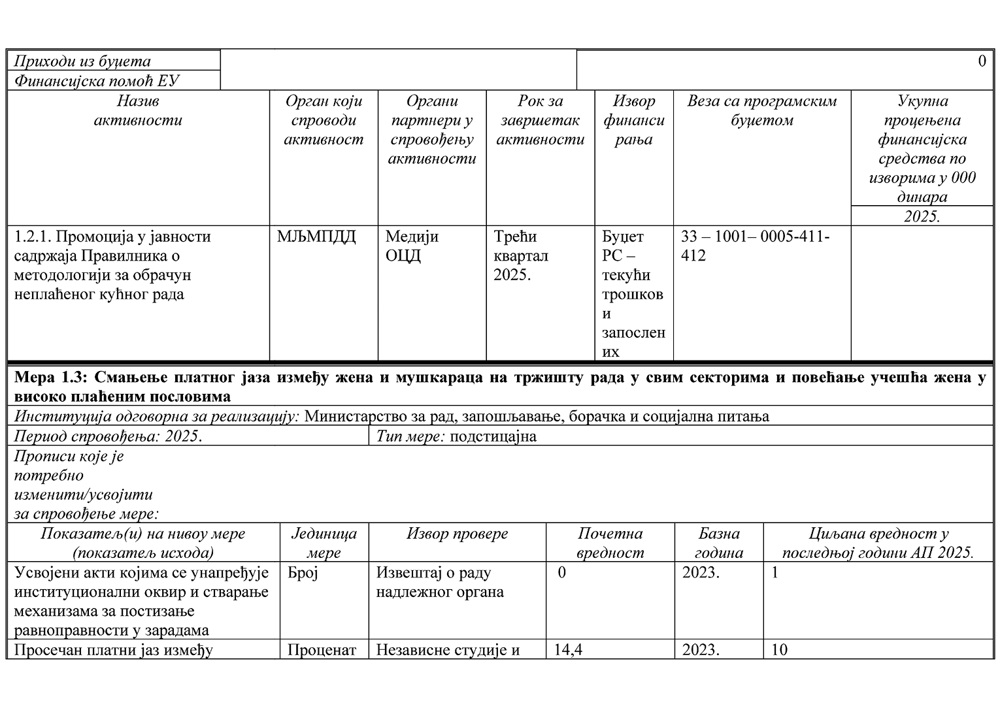 Приходи из буџета
0
Финансијска помоћ ЕУ
Назив
активности
Орган који
спроводи
активност
Органи
партнери у
спровођењу
активности
Рок за
завршетак
активности
Извор
финанси
рања
Веза са програмским
буџетом
Укупна
процењена
финансијска
средства по
изворима у 000
динара
2025.
1.2.1. Промоција у јавности
садржаја Правилника о
методологији за обрачун
неплаћеног кућног рада
МЉМПДД
Медији
ОЦД
Трећи
квартал
2025.
Буџет
РС –
текући
трошков
и
запослен
их
33 – 1001– 0005-411-
412
Мера 1.3: Смањење платног јаза између жена и мушкараца на тржишту рада у свим секторима и повећање учешћа жена у
високо плаћеним пословима
Институција одговорна за реализацију: Министарство за рад, запошљавање, борачка и социјална питања
Период спровођења: 2025.
Тип мере: подстицајна
Прописи које је
потребно
изменити/усвојити
за спровођење мере:
Показатељ(и) на нивоу мере
(показатељ исхода)
Јединица
мере
Извор провере
Почетна
вредност
Базна
година
Циљана вредност у
последњој години АП 2025.
Усвојени акти којима се унапређује
институционални оквир и стварање
механизама за постизање
равноправности у зарадама
Број
Извештај о раду
надлежног органа
0
2023.
1
Просечан платни јаз између
Проценат
Независне студије и
14,4
2023.
10